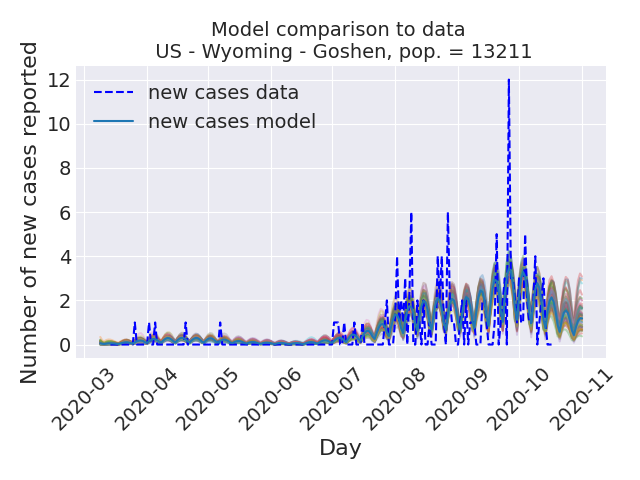 Model comparison to data
US - Wyoming - Goshen, pop. = 13211
Number of new cases reported
12
10
8
6
4
2
0
new cases data
new cases model
2020-03
2020-04
2020-05
2020-06
2020-07
2020-08
2020-09
2020-10
2020-11
Day